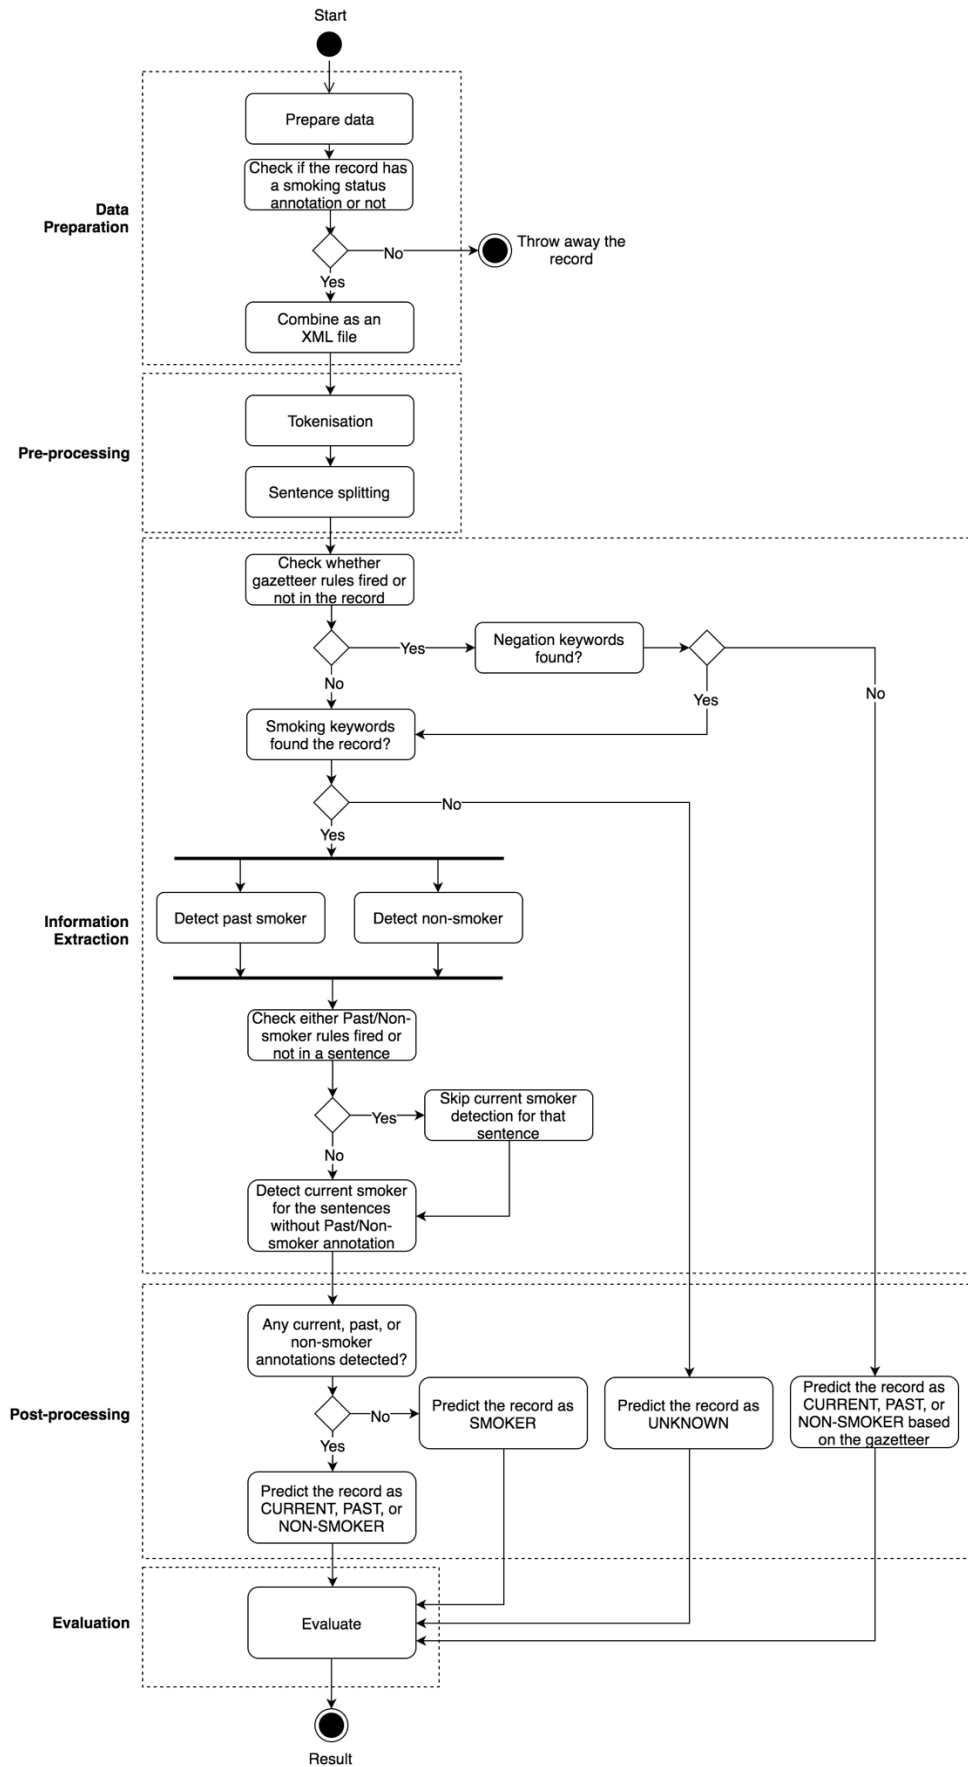 Start
Prepare data
Check if the record has
a smoking status
annotation or not
Data
Preparation
No
Throw away the
record
Yes
Combine as an
XML file
Tokenisation
Pre-processing
Sentence splitting
Check whether
gazetteer rules fired or
not in the record
Yes
Negation keywords
found?
No
Yes
No
Smoking keywords
found the record?
No
Yes
Detect past smoker
Detect non-smoker
Information
Extraction
Check either Past/Non-
smoker rules fired or
not in a sentence
Yes
Skip current smoker
detection for that
sentence
No
Detect current smoker
for the sentences
without Past/Non-
smoker annotation
Any current, past, or
non-smoker
annotations detected?
Post-processing
No
Predict the record as
SMOKER
Predict the record as
UNKNOWN
Predict the record as
CURRENT, PAST, or
NON-SMOKER based
on the gazetteer
Yes
Predict the record as
CURRENT, PAST, or
NON-SMOKER
Evaluation
Evaluate
Result